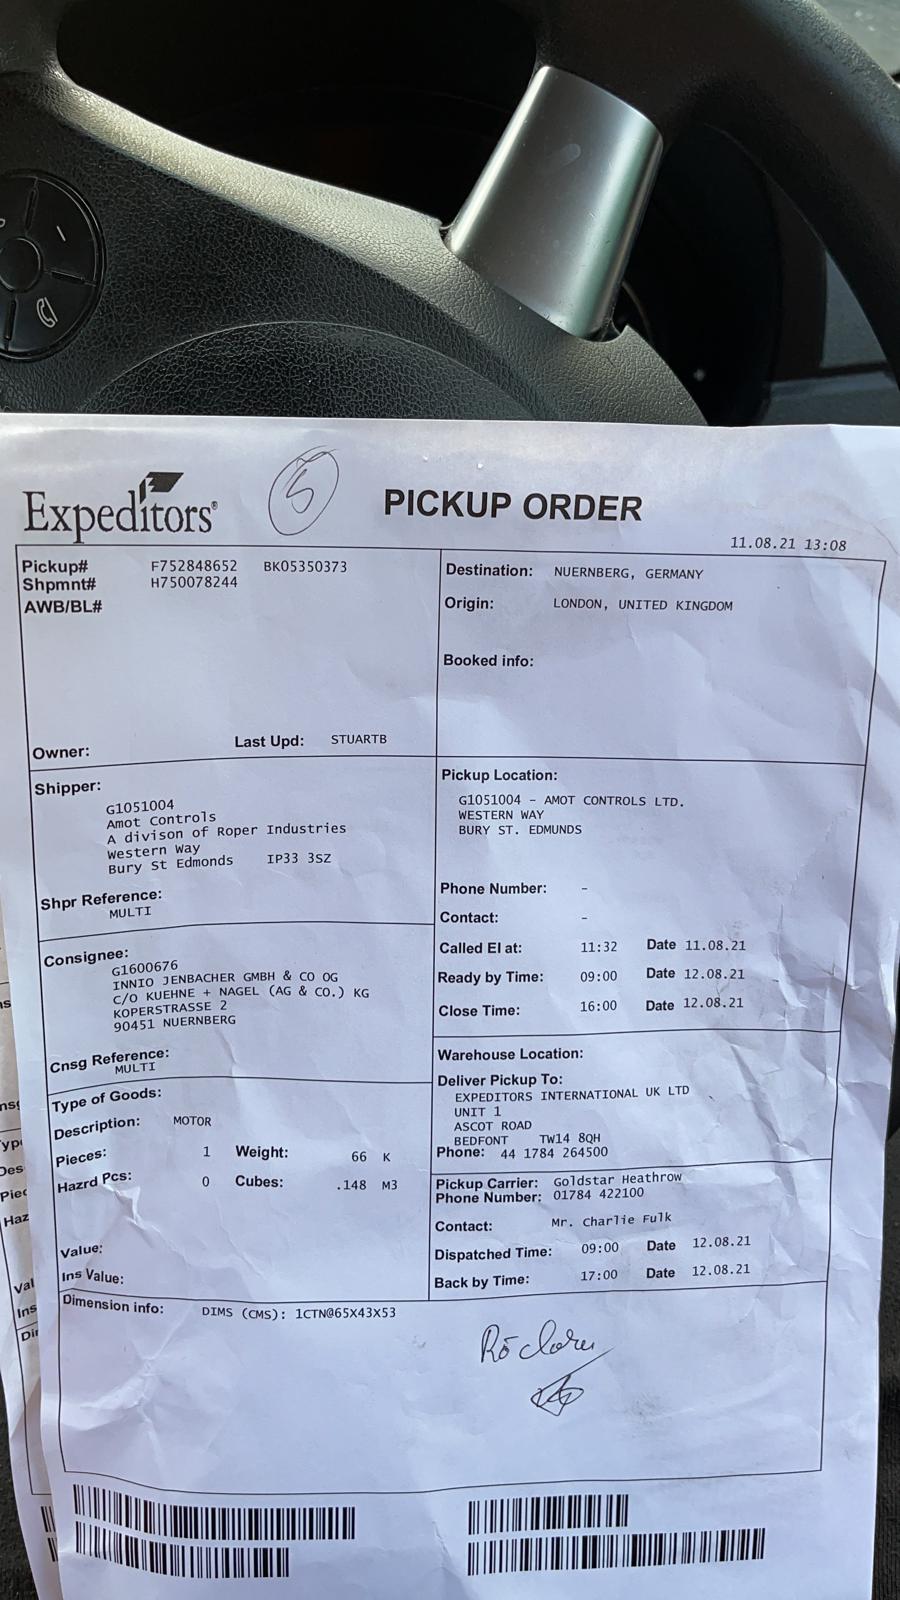 Expeditors®
5
PICKUP ORDER
11.08.21 13:08
Pickup# F752848652 BK05350373
Shpmnt# H750078244
AWB/BL#
Owner: Last Upd: STUARTB
Destination: NUERNBERG, GERMANY
Origin: LONDON, UNITED KINGDOM
Booked info:
Shipper:
G1051004
Amot Controls
A divison of Roper Industries
Western Way
Bury St Edmonds IP33 3SZ
Shpr Reference:
MULTI
Pickup Location:
G1051004 - AMOT CONTROLS LTD.
WESTERN WAY
BURY ST. EDMUNDS
Phone Number: -
Contact: -
Called EI at: 11:32 Date 11.08.21
Ready by Time: 09:00 Date 12.08.21
Close Time: 16:00 Date 12.08.21
Consignee:
G1600676
INNIO JENBACHER GMBH & CO OG
C/O KUEHNE + NAGEL (AG & CO.) KG
KOPERSTRASSE 2
90451 NUERNBERG
Cnsg Reference:
MULTI
Warehouse Location:
Deliver Pickup To:
EXPEDITORS INTERNATIONAL UK LTD
UNIT 1
ASCOT ROAD
BEDFONT TW14 8QH
Phone: 44 1784 264500
Type of Goods:
Description: MOTOR
Pieces: 1 Weight: 66 K
Hazrd Pcs: 0 Cubes: .148 M3
Value:
Ins Value:
Pickup Carrier: Goldstar Heathrow
Phone Number: 01784 422100
Contact: Mr. Charlie Fulk
Dispatched Time: 09:00 Date 12.08.21
Back by Time: 17:00 Date 12.08.21
Dimension info: DIMS (CMS): 1CTN@65X43X53